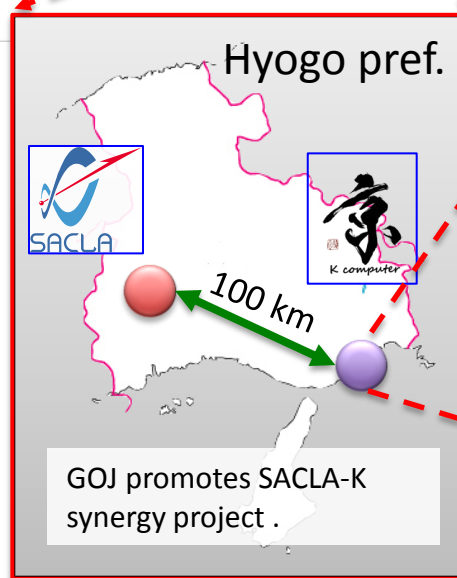 Hyogo pref.
SACLA
京
K computer
100 km
GOJ promotes SACLA-K
synergy project .